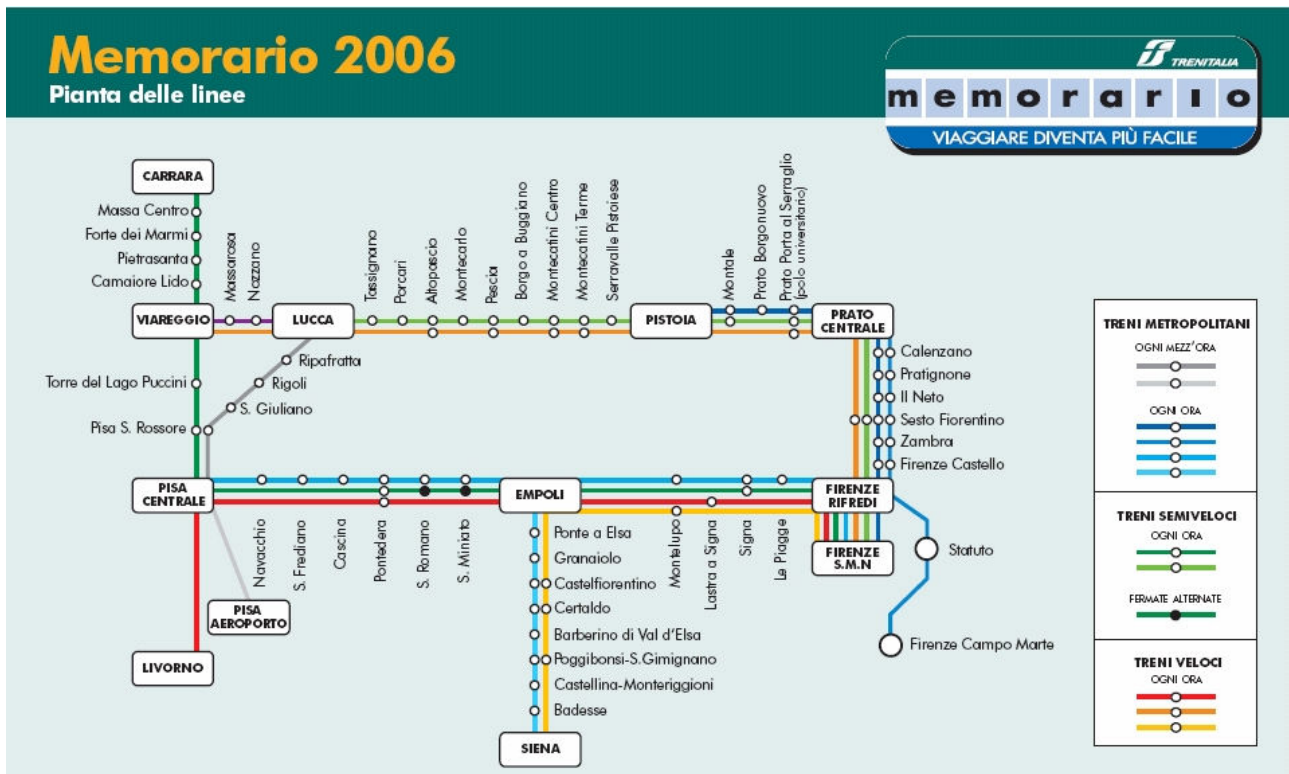 Memorario 2006
Pianta delle linee
TRENITALIA
memorario
VIAGGIARE DIVENTA PIÙ FACILE
CARRARA
Massa Centro
Forte dei Marmi
Pietrasanta
Camaiore Lido
VIAREGGIO
Massarosa
Nozzano
LUCCA
Tassignano
Porcari
Altopascio
Montecarlo
Pescia
Borgo a Buggiano
Montecatini Centro
Montecatini Terme
Serravalle Pistoiese
PISTOIA
Montale
Prato Borgonuovo
Prato Porta al Serraglio
(polo universitario)
PRATO
CENTRALE
Ripafratta
Rigoli
S. Giuliano
Torre del Lago Puccini
Pisa S. Rossore
Calenzano
Pratignone
Il Neto
Sesto Fiorentino
Zambra
Firenze Castello
PISA
CENTRALE
EMPOLI
FIRENZE
RIFREDI
Navacchio
S. Frediano
Cascina
Pontedera
S. Romano
S. Miniato
Ponte a Elsa
Granaiolo
Castelfiorentino
Certaldo
Barberino di Val d'Elsa
Poggibonsi-S.Gimignano
Castellina-Monteriggioni
Badesse
SIENA
Montelupo
Lastra a Signa
Signa
Le Piagge
FIRENZE
S.M.N
Statuto
Firenze Campo Marte
PISA
AEROPORTO
LIVORNO
TRENI METROPOLITANI
OGNI MEZZ'ORA
OGNI ORA
TRENI SEMIVELOCI
OGNI ORA
FERMATE ALTERNATE
TRENI VELOCI
OGNI ORA